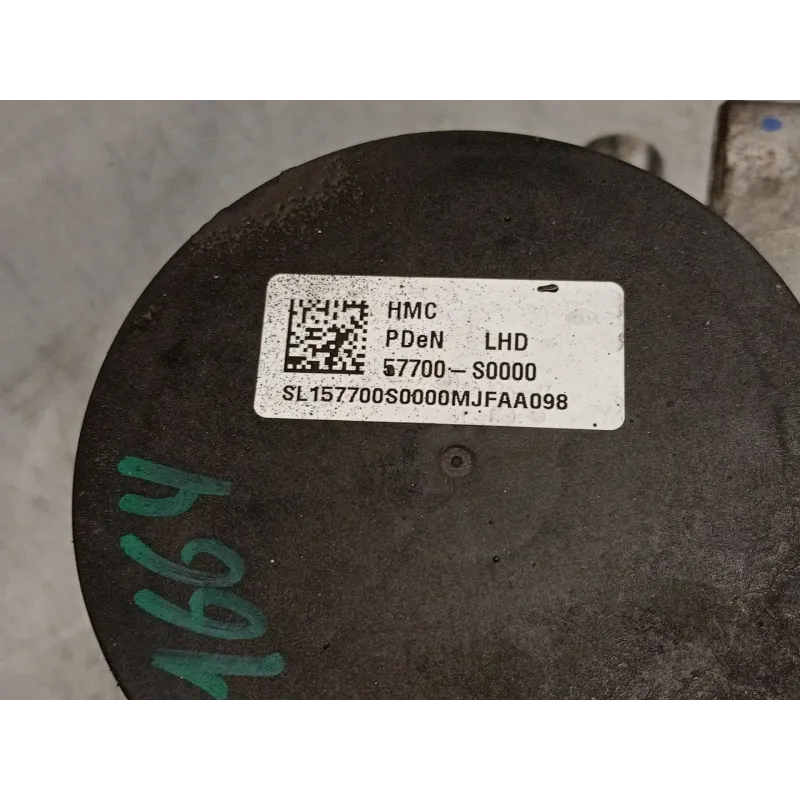 HMC
PDeN LHD
57700-S0000
SL157700S0000MJFAA098
1664